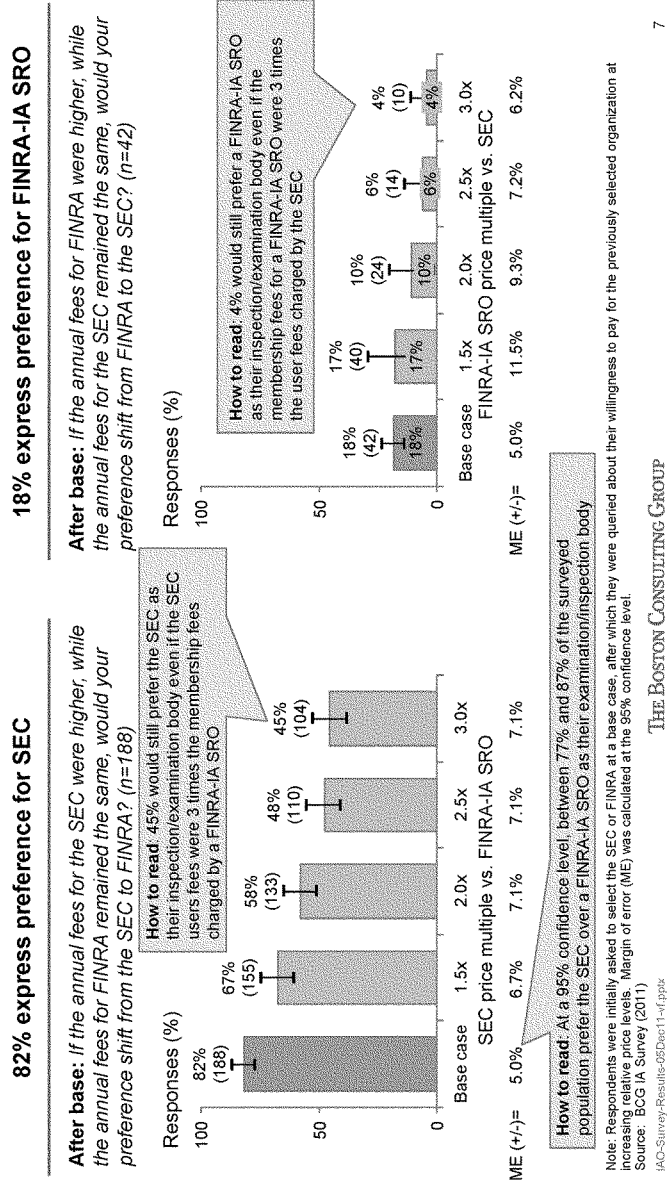 82% express preference for SEC
After base: If the annual fees for the SEC were higher, while
the annual fees for FINRA remained the same, would your
preference shift from the SEC to FINRA? (n=188)
Responses (%)
100
50
0
82%
(188)
67%
(155)
58%
(133)
48%
(110)
45%
(104)
How to read: 45% would still prefer the SEC as
their inspection/examination body even if the SEC
users fees were 3 times the membership fees
charged by a FINRA-IA SRO
Base case 1.5x 2.0x 2.5x 3.0x
SEC price multiple vs. FINRA-IA SRO
ME (+/-)= 5.0% 6.7% 7.1% 7.1% 7.1%
18% express preference for FINRA-IA SRO
After base: If the annual fees for FINRA were higher, while
the annual fees for the SEC remained the same, would your
preference shift from FINRA to the SEC? (n=42)
Responses (%)
100
50
0
18%
(42)
18%
17%
(40)
17%
10%
(24)
10%
6%
(14)
6%
4%
(10)
4%
How to read: 4% would still prefer a FINRA-IA SRO
as their inspection/examination body even if the
membership fees for a FINRA-IA SRO were 3 times
the user fees charged by the SEC
Base case 1.5x 2.0x 2.5x 3.0x
FINRA-IA SRO price multiple vs. SEC
ME (+/-)= 5.0% 11.5% 9.3% 7.2% 6.2%
How to read: At a 95% confidence level, between 77% and 87% of the surveyed
population prefer the SEC over a FINRA-IA SRO as their examination/inspection body
Note: Respondents were initially asked to select the SEC or FINRA at a base case, after which they were queried about their willingness to pay for the previously selected organization at
increasing relative price levels. Margin of error (ME) was calculated at the 95% confidence level.
Source: BCG IA Survey (2011)
IAO-Survey-Results-05Dec11-vf.pptx
THE BOSTON CONSULTING GROUP
7